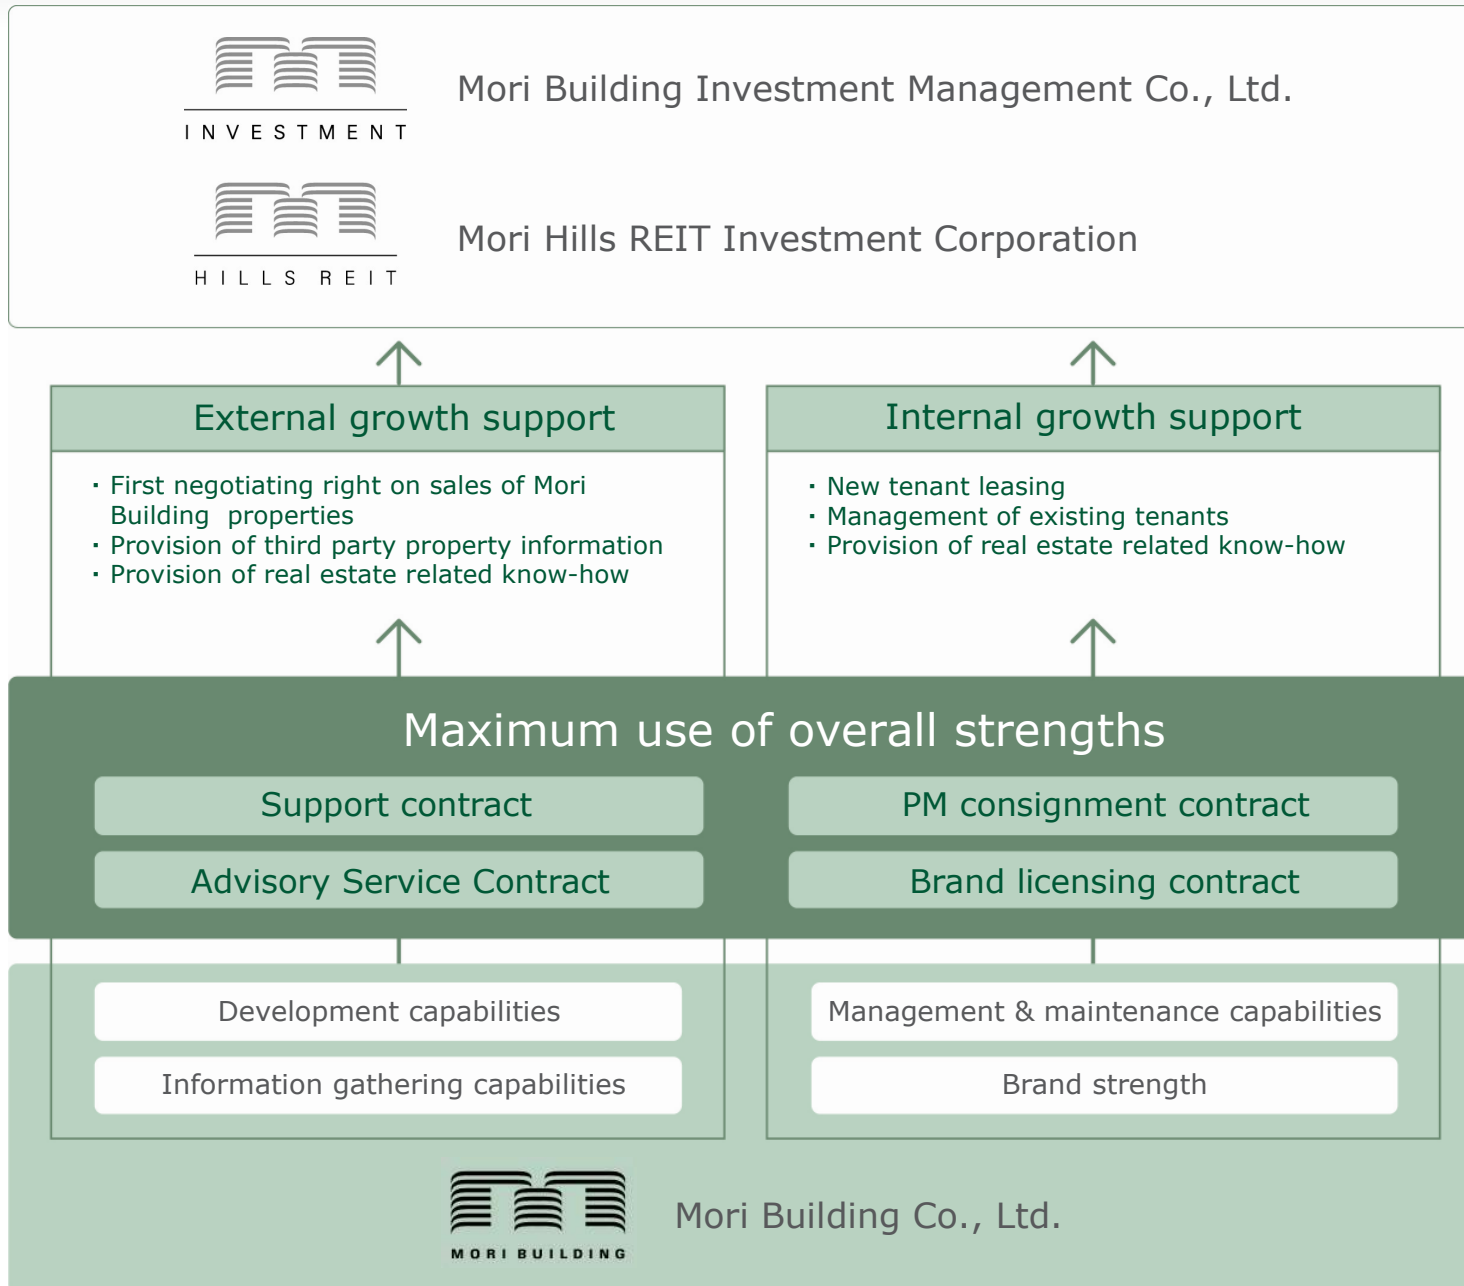 INVESTMENT
Mori Building Investment Management Co., Ltd.
HILLS REIT
Mori Hills REIT Investment Corporation
External growth support
・First negotiating right on sales of Mori
Building properties
・Provision of third party property information
・Provision of real estate related know-how
Internal growth support
・New tenant leasing
・Management of existing tenants
・Provision of real estate related know-how
Maximum use of overall strengths
Support contract
PM consignment contract
Advisory Service Contract
Brand licensing contract
Development capabilities
Management & maintenance capabilities
Information gathering capabilities
Brand strength
MORI BUILDING
Mori Building Co., Ltd.